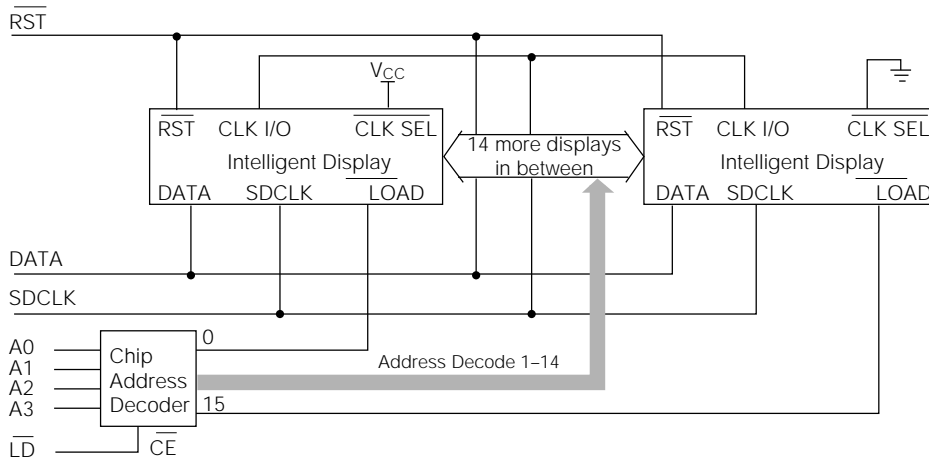 RST
VCC
RST CLK I/O CLK SEL
Intelligent Display
DATA SDCLK LOAD
14 more displays
in between
RST CLK I/O CLK SEL
Intelligent Display
DATA SDCLK LOAD
DATA
SDCLK
A0
A1
A2
A3
Chip
Address
Decoder
0
Address Decode 1–14
15
LD
CE